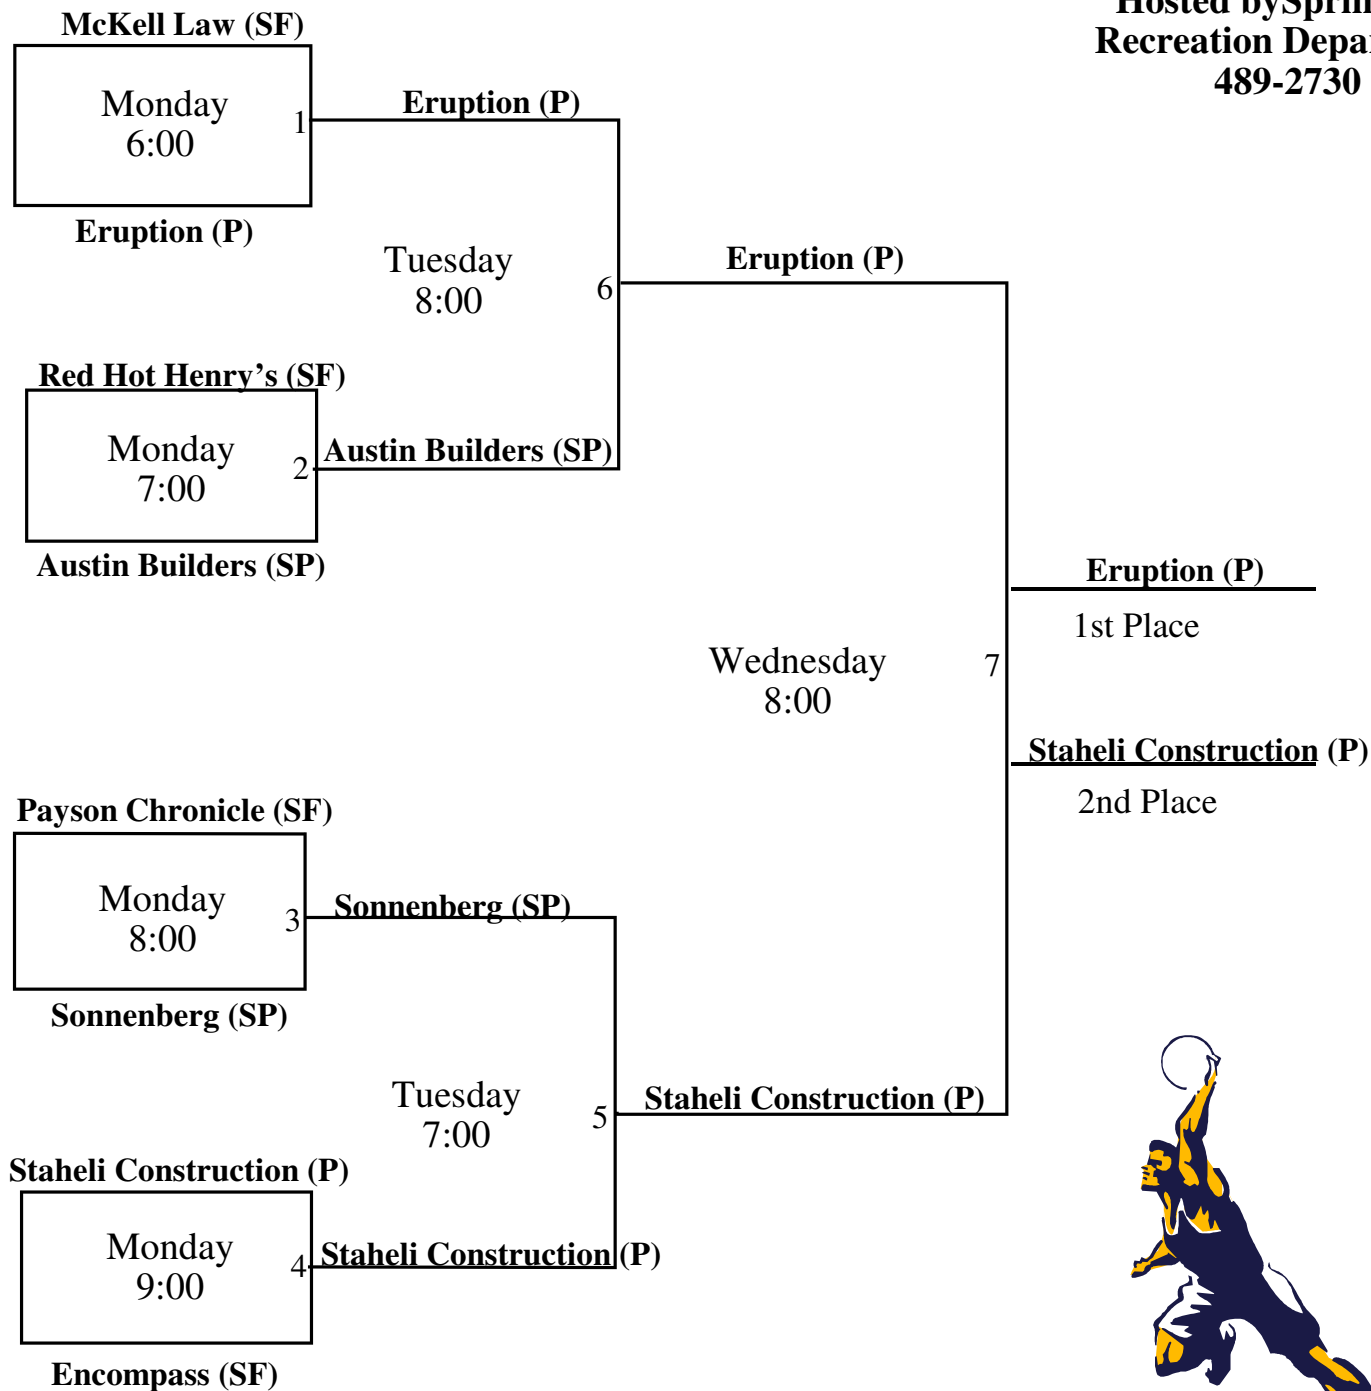 McKell Law (SF)
Hosted by
Recreation
489-2730
Monday
6:00
1
Eruption (P)
Eruption (P)
Tuesday
8:00
6
Eruption (P)
Red Hot Henry's (SF)
Monday
7:00
2
Austin Builders (SP)
Austin Builders (SP)
Eruption (P)
1st Place
Wednesday
8:00
7
Staheli Construction (P)
2nd Place
Payson Chronicle (SF)
Monday
8:00
3
Sonnenberg (SP)
Sonnenberg (SP)
Tuesday
7:00
5
Staheli Construction (P)
Staheli Construction (P)
Monday
9:00
4
Staheli Construction (P)
Encompass (SF)